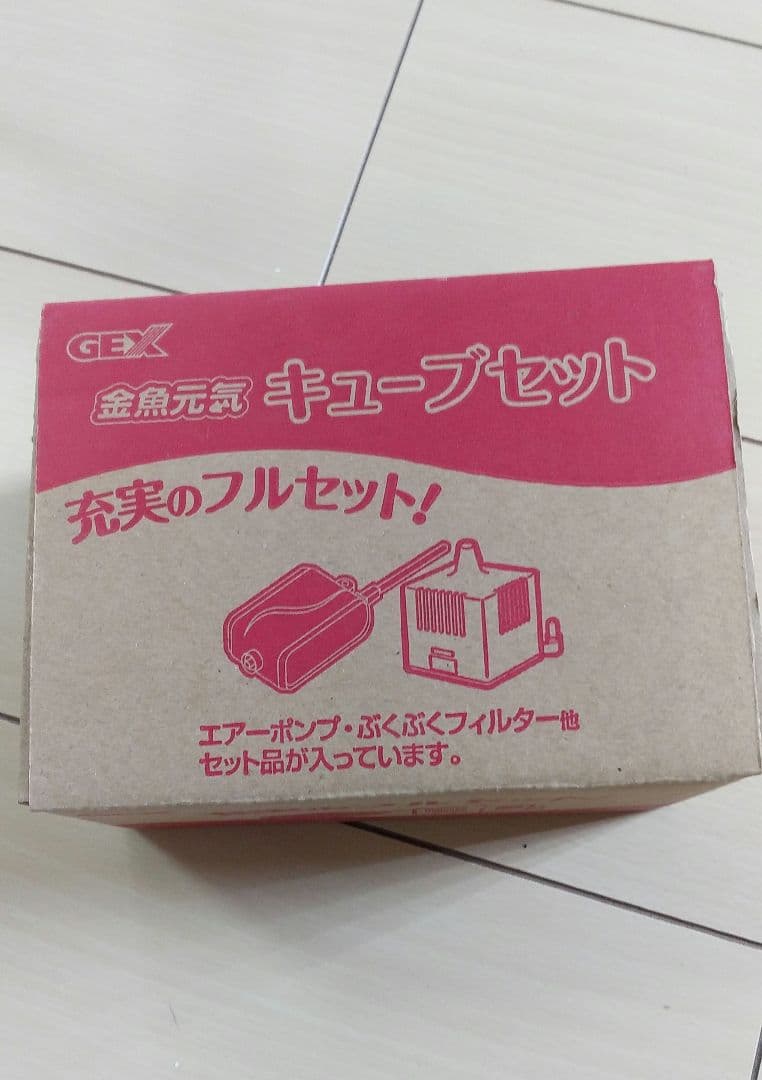 GEX
金魚元気 キューブセット
充実のフルセット!
エアーポンプ・ぶくぶくフィルター他
セット品が入っています。